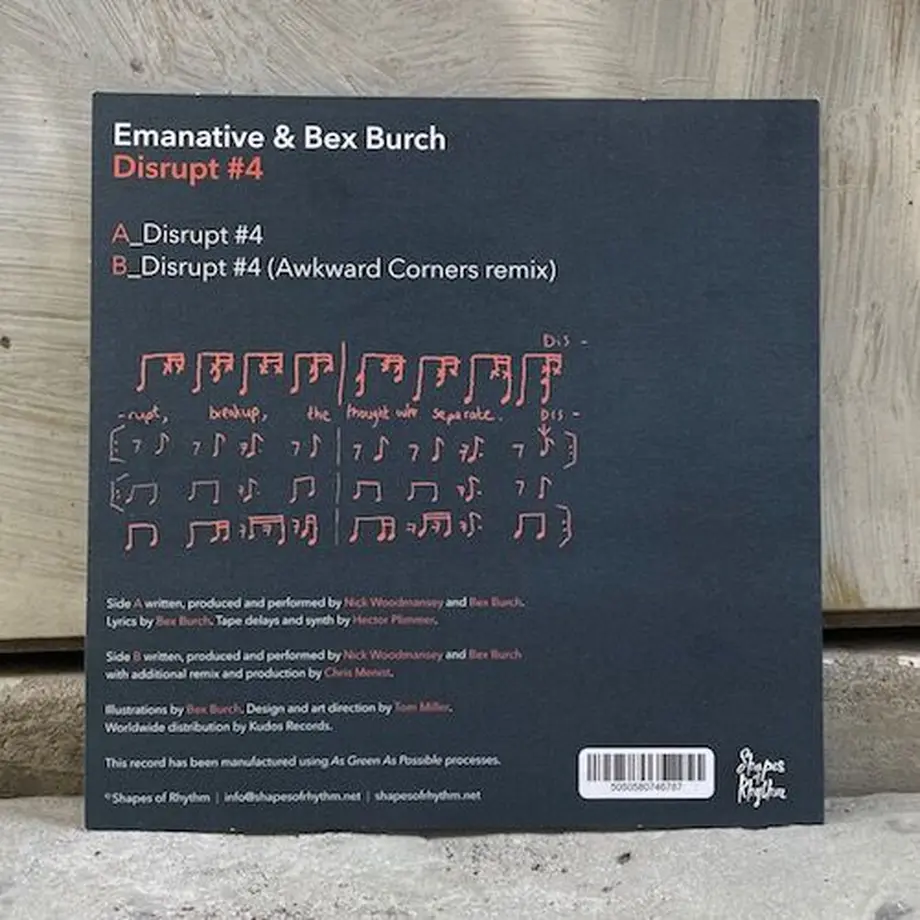 Emanative & Bex Burch
Disrupt #4
A_Disrupt #4
B_Disrupt #4 (Awkward Corners remix)
Dis -
-rupt, breakup, the thought we separate. Dis -
Side A written, produced and performed by Nick Woodmansey and Bex Burch.
Lyrics by Bex Burch. Tape delays and synth by Hector Plimmer.
Side B written, produced and performed by Nick Woodmansey and Bex Burch
with additional remix and production by Chris Menist.
Illustrations by Bex Burch. Design and art direction by Tom Miller.
Worldwide distribution by Kudos Records.
This record has been manufactured using As Green As Possible processes.
© Shapes of Rhythm | info@shapesofrhythm.net | shapesofrhythm.net
5050580746787
Shapes of Rhythm